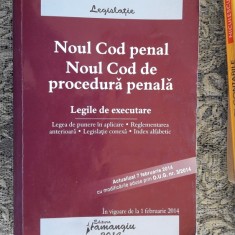 Legislație
Noul Cod penal
Noul Cod de
procedură penală
Legile de executare
Legea de punere în aplicare • Reglementarea
anterioară • Legislație conexă • Index alfabetic
Actualizat 7 februarie 2014
cu modificările aduse prin O.U.G. nr. 3/2014
În vigoare de la 1 februarie 2014
Editura
Hamangiu